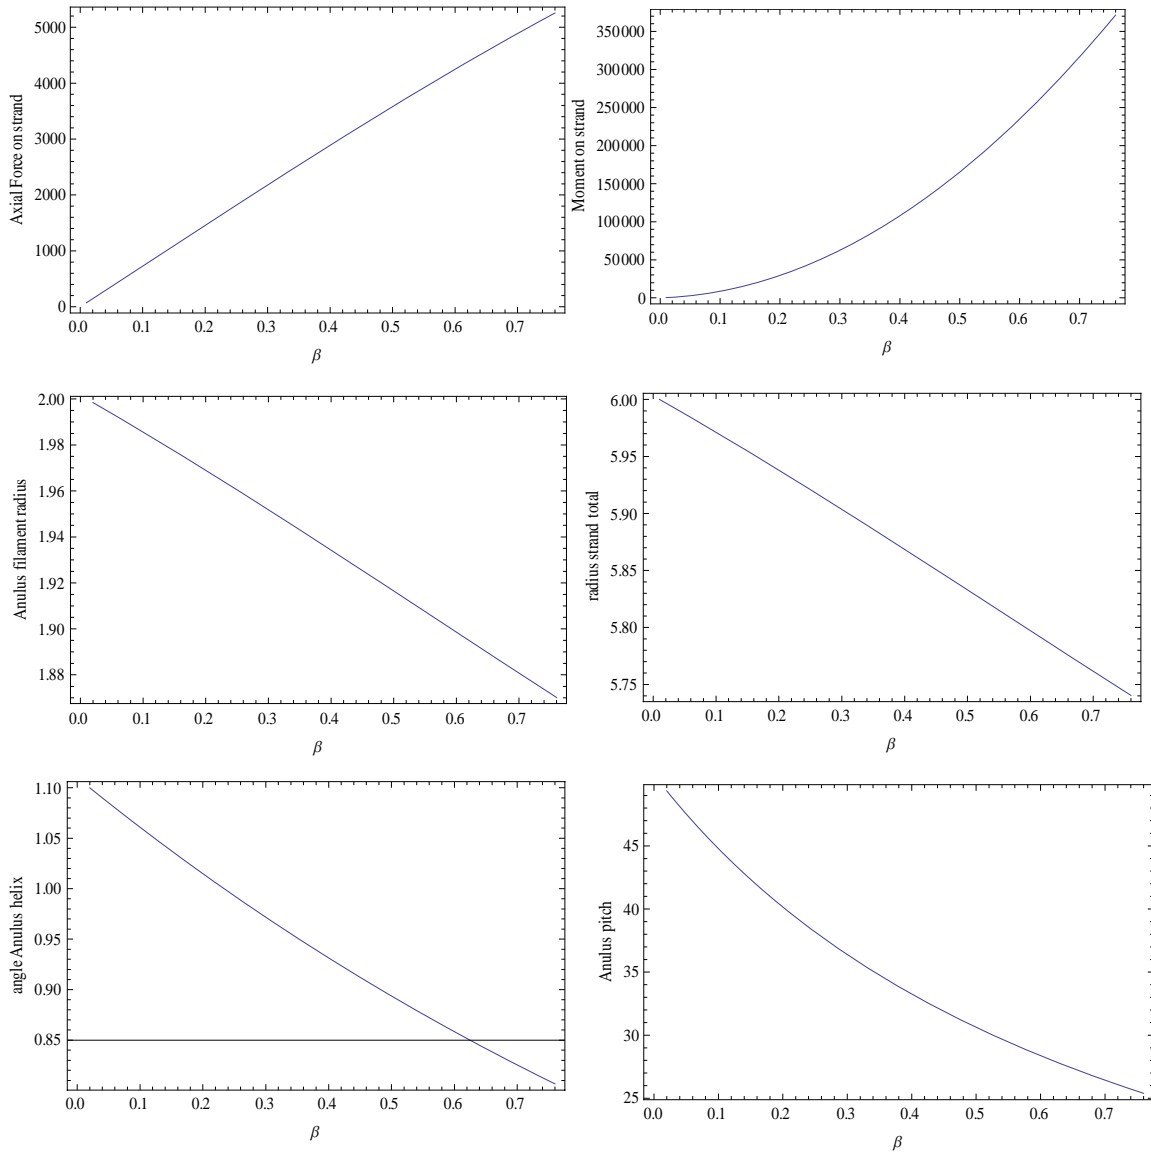 5000
4000
3000
2000
1000
0
Axial Force on strand
0.0 0.1 0.2 0.3 0.4 0.5 0.6 0.7
β
350000
300000
250000
200000
150000
100000
50000
0
Moment on strand
0.0 0.1 0.2 0.3 0.4 0.5 0.6 0.7
β
2.00
1.98
1.96
1.94
1.92
1.90
1.88
Anulus filament radius
0.0 0.1 0.2 0.3 0.4 0.5 0.6 0.7
β
6.00
5.95
5.90
5.85
5.80
5.75
radius strand total
0.0 0.1 0.2 0.3 0.4 0.5 0.6 0.7
β
1.10
1.05
1.00
0.95
0.90
0.85
angle Anulus helix
0.0 0.1 0.2 0.3 0.4 0.5 0.6 0.7
β
45
40
35
30
25
Anulus pitch
0.0 0.1 0.2 0.3 0.4 0.5 0.6 0.7
β